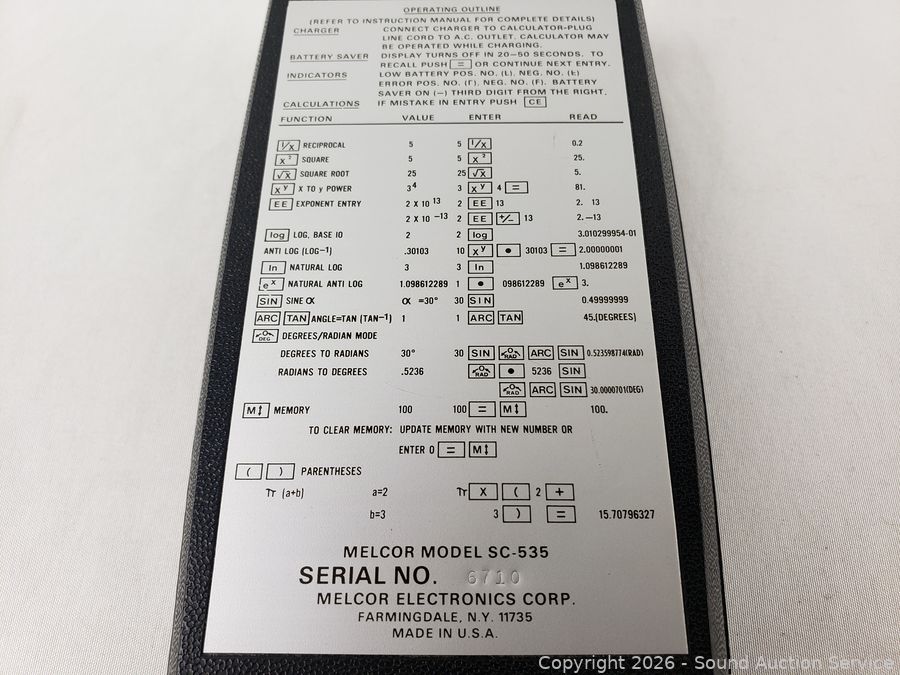 OPERATING OUTLINE
(REFER TO INSTRUCTION MANUAL FOR COMPLETE DETAILS)
CHARGER CONNECT CHARGER TO CALCULATOR-PLUG
LINE CORD TO A.C. OUTLET. CALCULATOR MAY
BE OPERATED WHILE CHARGING.
BATTERY SAVER DISPLAY TURNS OFF IN 20-50 SECONDS. TO
RECALL PUSH = OR CONTINUE NEXT ENTRY.
INDICATORS LOW BATTERY POS. NO. (L), NEG. NO. (Ł)
ERROR POS. NO. (Γ), NEG. NO. (F). BATTERY
SAVER ON (—) THIRD DIGIT FROM THE RIGHT.
CALCULATIONS IF MISTAKE IN ENTRY PUSH CE
FUNCTION VALUE ENTER READ
1/x RECIPROCAL 5 5 1/x 0.2
x² SQUARE 5 5 x² 25.
√x SQUARE ROOT 25 25 √x 5.
xʸ X TO y POWER 3⁴ 3 xʸ 4 = 81.
EE EXPONENT ENTRY 2 X 10¹³ 2 EE 13 2. 13
2 X 10⁻¹³ 2 EE +/− 13 2.—13
log LOG, BASE 10 2 2 log 3.010299954-01
ANTI LOG (LOG-1) .30103 10 xʸ • 30103 = 2.00000001
ln NATURAL LOG 3 3 ln 1.098612289
eˣ NATURAL ANTI LOG 1.098612289 1 • 098612289 eˣ 3.
SIN SINE α α =30° 30 SIN 0.49999999
ARC TAN ANGLE=TAN (TAN-1) 1 1 ARC TAN 45.(DEGREES)
DEG DEGREES/RADIAN MODE
DEGREES TO RADIANS 30° 30 SIN RAD ARC SIN 0.523598774(RAD)
RADIANS TO DEGREES .5236 RAD • 5236 SIN
RAD ARC SIN 30.0000701(DEG)
M↕ MEMORY 100 100 = M↕ 100.
TO CLEAR MEMORY: UPDATE MEMORY WITH NEW NUMBER OR
ENTER 0 = M↕
( ) PARENTHESES
π (a+b) a=2 π X ( 2 +
b=3 3 ) = 15.70796327
MELCOR MODEL SC-535
SERIAL NO. 6710
MELCOR ELECTRONICS CORP.
FARMINGDALE, N.Y. 11735
MADE IN U.S.A.
Copyright 2026 - Sound Auction Service